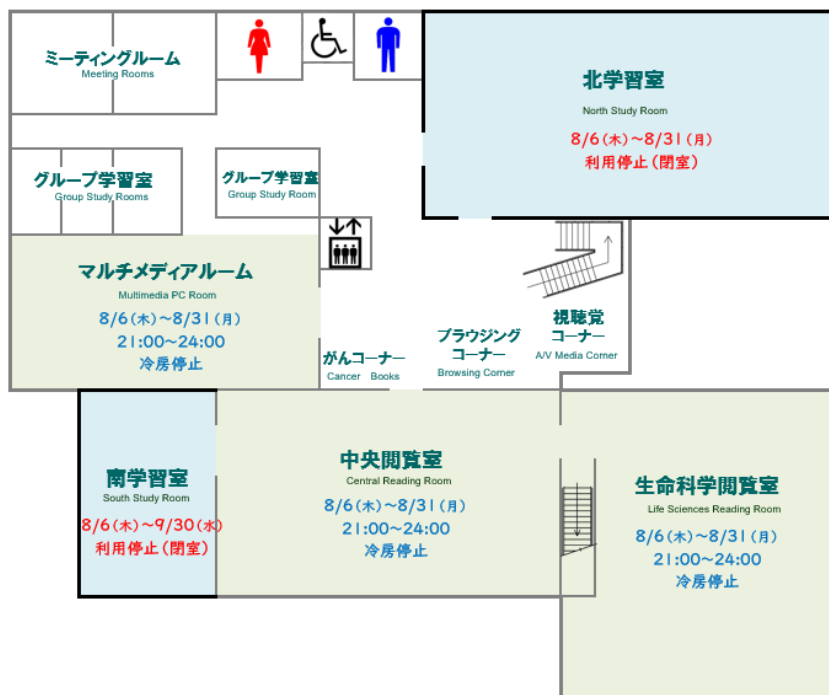 ミーティングルーム
Meeting Rooms
北学習室
North Study Room
8/6(木)～8/31(月)
利用停止(閉室)
グループ学習室
Group Study Rooms
グループ学習室
Group Study Room
マルチメディアルーム
Multimedia PC Room
8/6(木)～8/31(月)
21:00～24:00
冷房停止
がんコーナー
Cancer Books
ブラウジング
コーナー
Browsing Corner
視聴覚
コーナー
A/V Media Corner
南学習室
South Study Room
8/6(木)～9/30(水)
利用停止(閉室)
中央閲覧室
Central Reading Room
8/6(木)～8/31(月)
21:00～24:00
冷房停止
生命科学閲覧室
Life Sciences Reading Room
8/6(木)～8/31(月)
21:00～24:00
冷房停止